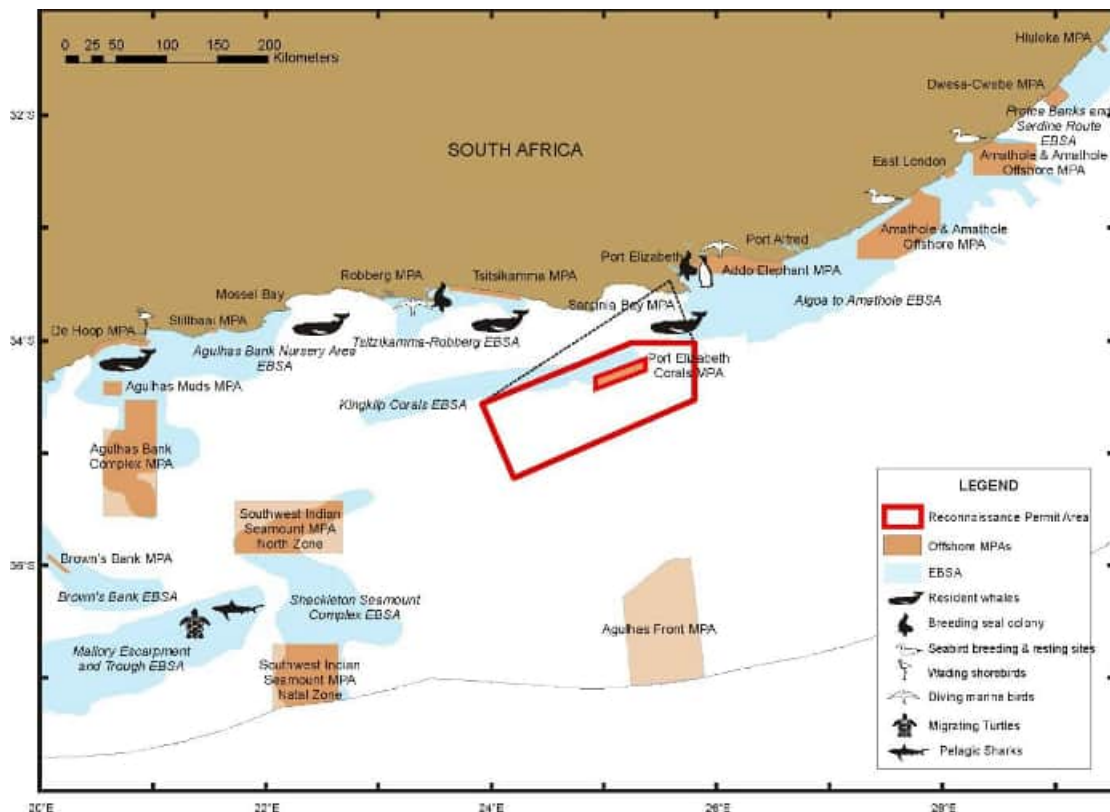 0 25 50 100 150 200
Kilometers
Hluleka MPA
Dwesa-Cwebe MPA
32°S
Protea Banks and
Sardine Route
EBSA
SOUTH AFRICA
East London
Amathole & Amathole
Offshore MPA
Port Alfred
Amathole & Amathole
Offshore MPA
Port Elizabeth
Addo Elephant MPA
Robberg MPA
Tsitsikamma MPA
Mossel Bay
Sardinia Bay MPA
Algoa to Amathole EBSA
Stilbaai MPA
De Hoop MPA
34°S
Agulhas Bank Nursery Area
EBSA
Tsitzikamma-Robberg EBSA
Port Elizabeth
Corals MPA
Agulhas Muds MPA
Kingklip Corals EBSA
Agulhas Bank
Complex MPA
LEGEND
Reconnaissance Permit Area
Offshore MPAs
EBSA
Resident whales
Breeding seal colony
Seabird breeding & resting sites
Wading shorebirds
Diving marine birds
Migrating Turtles
Pelagic Sharks
Southwest Indian
Seamount MPA
North Zone
Brown's Bank MPA
36°S
Brown's Bank EBSA
Shackleton Seamount
Complex EBSA
Agulhas Front MPA
Mallory Escarpment
and Trough EBSA
Southwest Indian
Seamount MPA
Natal Zone
20°E 22°E 24°E 26°E 28°E